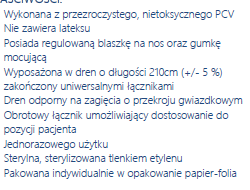 Wykonana z przezroczystego, nietoksycznego PCV
Nie zawiera lateksu
Posiada regulowaną blaszkę na nos oraz gumkę
mocującą
Wyposażona w dren o długości 210cm (+/- 5 %)
zakończony uniwersalnymi łącznikami
Dren odporny na zagięcia o przekroju gwiazdkowym
Obrotowy łącznik umożliwiający dostosowanie do
pozycji pacjenta
Jednorazowego użytku
Sterylna, sterylizowana tlenkiem etylenu
Pakowana indywidualnie w opakowanie papier-folia